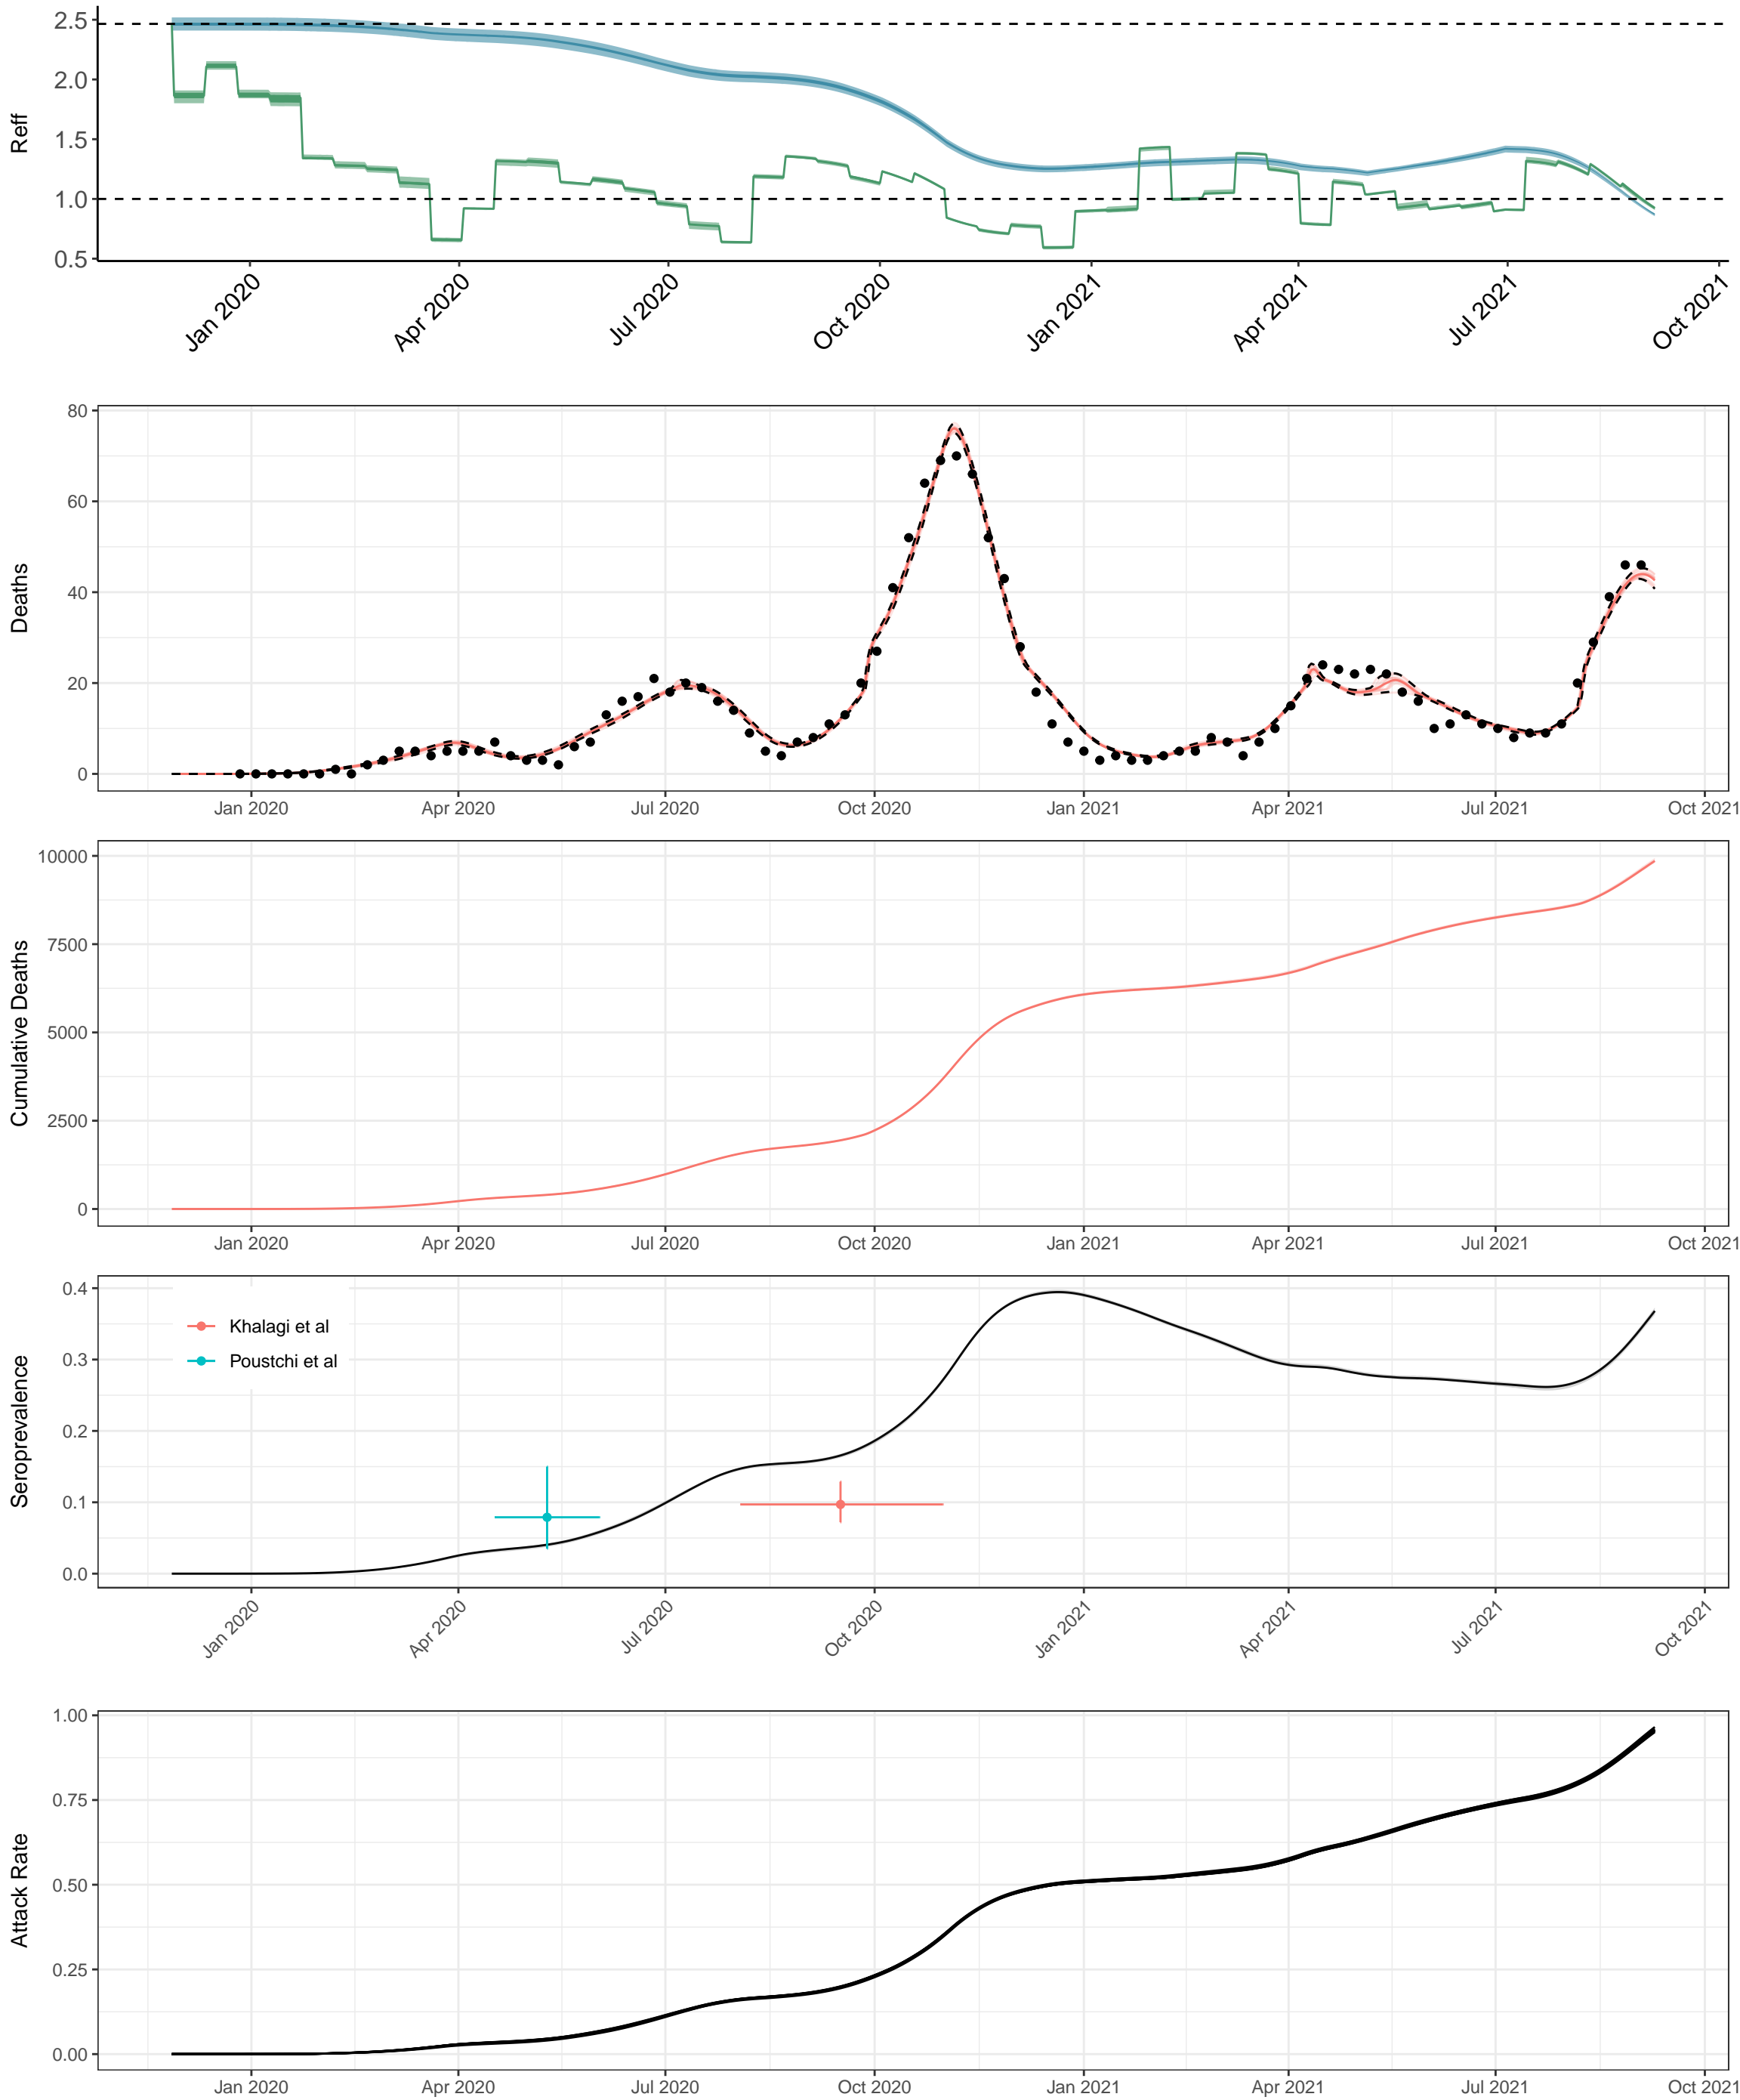 Reff
2.5
2.0
1.5
1.0
0.5
Jan 2020
Apr 2020
Jul 2020
Oct 2020
Jan 2021
Apr 2021
Jul 2021
Oct 2021
Deaths
80
60
40
20
0
Jan 2020
Apr 2020
Jul 2020
Oct 2020
Jan 2021
Apr 2021
Jul 2021
Oct 2021
Cumulative Deaths
10000
7500
5000
2500
0
Jan 2020
Apr 2020
Jul 2020
Oct 2020
Jan 2021
Apr 2021
Jul 2021
Oct 2021
Seroprevalence
0.4
0.3
0.2
0.1
0.0
Khalagi et al
Poustchi et al
Jan 2020
Apr 2020
Jul 2020
Oct 2020
Jan 2021
Apr 2021
Jul 2021
Oct 2021
Attack Rate
1.00
0.75
0.50
0.25
0.00
Jan 2020
Apr 2020
Jul 2020
Oct 2020
Jan 2021
Apr 2021
Jul 2021
Oct 2021